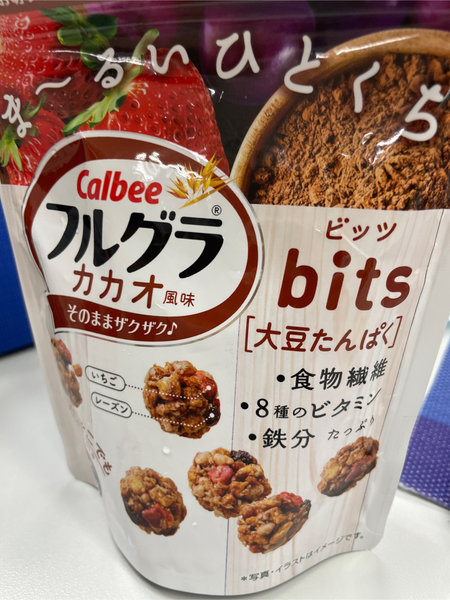 ま〜るいひとくち
Calbee
フルグラ®
カカオ風味
そのままザクザク♪
ビッツ
bits
[大豆たんぱく]
・食物繊維
・8種のビタミン
・鉄分 たっぷり
いちご
レーズン
*写真・イラストはイメージです。